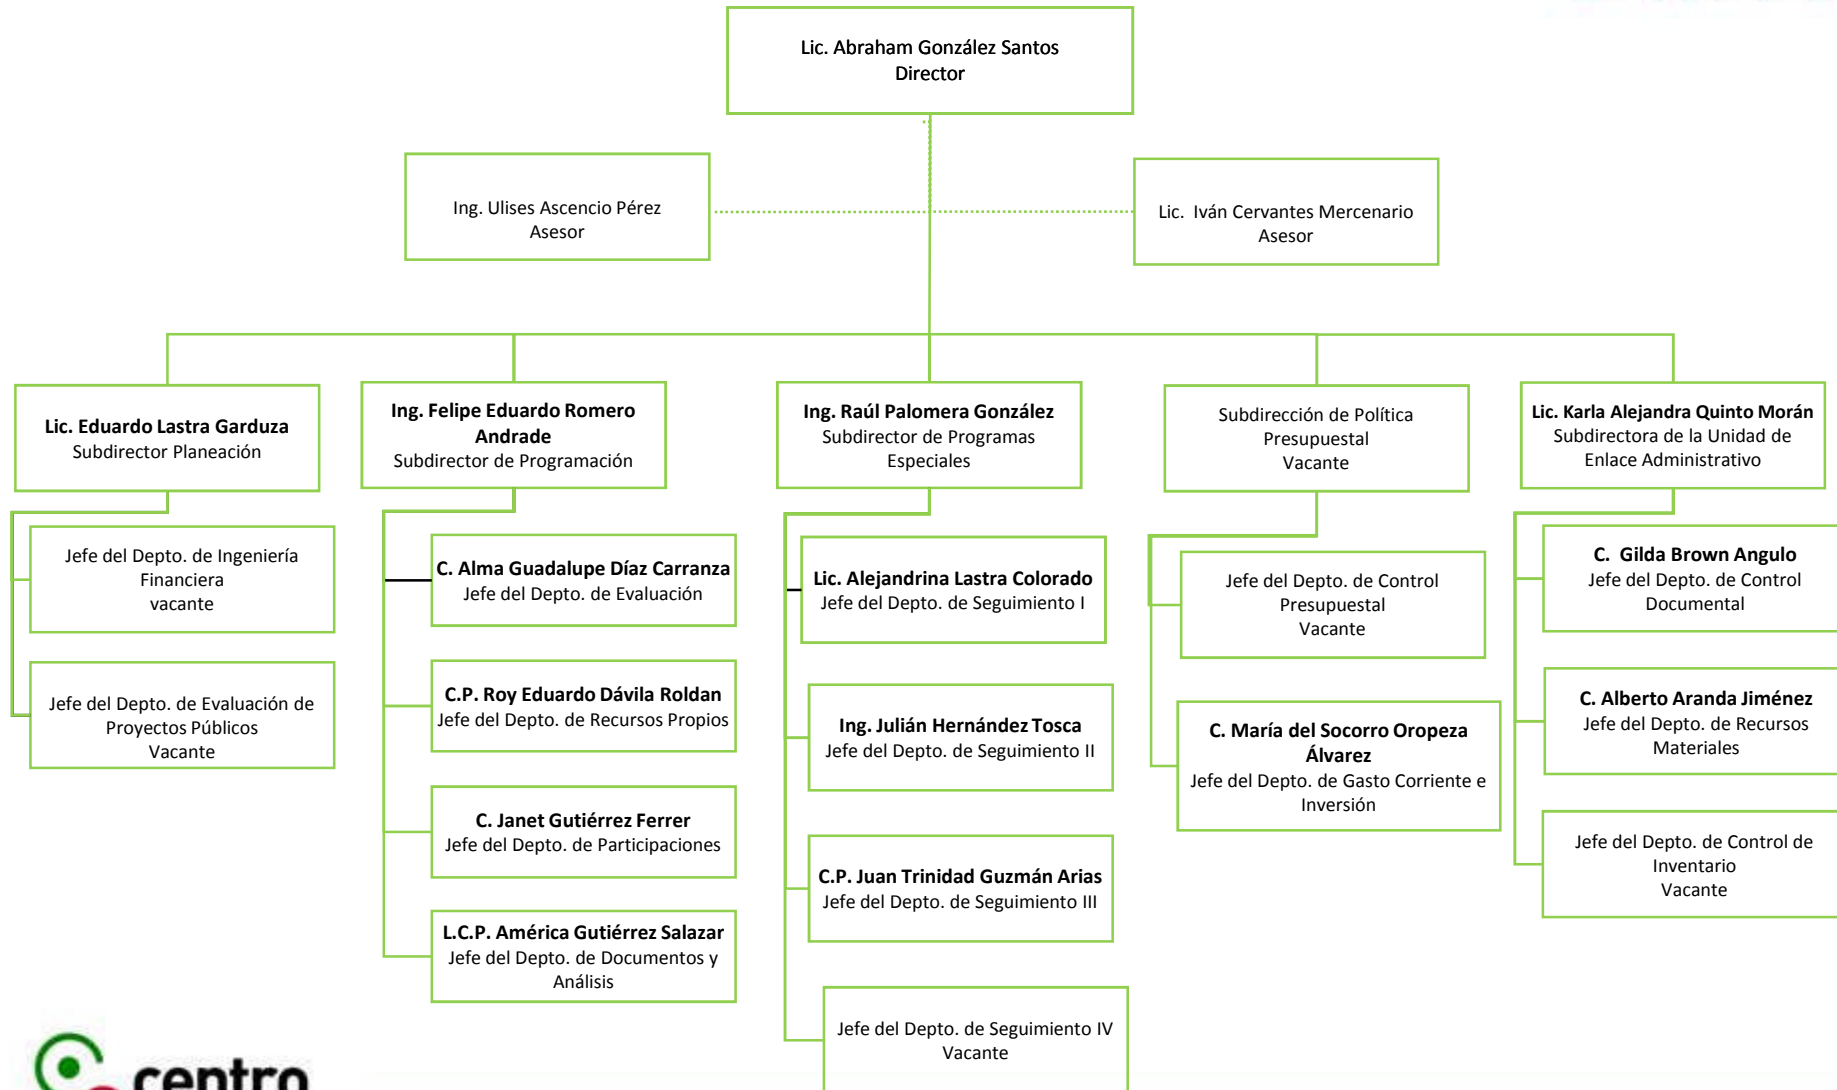 Lic. Abraham González Santos
Director
Ing. Ulises Ascencio Pérez
Asesor
Lic. Iván Cervantes Mercenario
Asesor
Lic. Eduardo Lastra Garduza
Subdirector Planeación
Ing. Felipe Eduardo Romero
Andrade
Subdirector de Programación
Ing. Raúl Palomera González
Subdirector de Programas
Especiales
Subdirección de Política
Presupuestal
Vacante
Lic. Karla Alejandra Quinto Morán
Subdirectora de la Unidad de
Enlace Administrativo
Jefe del Depto. de Ingeniería
Financiera
vacante
Jefe del Depto. de Evaluación de
Proyectos Públicos
Vacante
C. Alma Guadalupe Díaz Carranza
Jefe del Depto. de Evaluación
C.P. Roy Eduardo Dávila Roldan
Jefe del Depto. de Recursos Propios
C. Janet Gutiérrez Ferrer
Jefe del Depto. de Participaciones
L.C.P. América Gutiérrez Salazar
Jefe del Depto. de Documentos y
Análisis
Lic. Alejandrina Lastra Colorado
Jefe del Depto. de Seguimiento I
Ing. Julián Hernández Tosca
Jefe del Depto. de Seguimiento II
C.P. Juan Trinidad Guzmán Arias
Jefe del Depto. de Seguimiento III
Jefe del Depto. de Seguimiento IV
Vacante
Jefe del Depto. de Control
Presupuestal
Vacante
C. María del Socorro Oropeza
Álvarez
Jefe del Depto. de Gasto Corriente e
Inversión
C. Gilda Brown Angulo
Jefe del Depto. de Control
Documental
C. Alberto Aranda Jiménez
Jefe del Depto. de Recursos
Materiales
Jefe del Depto. de Control de
Inventario
Vacante
centro